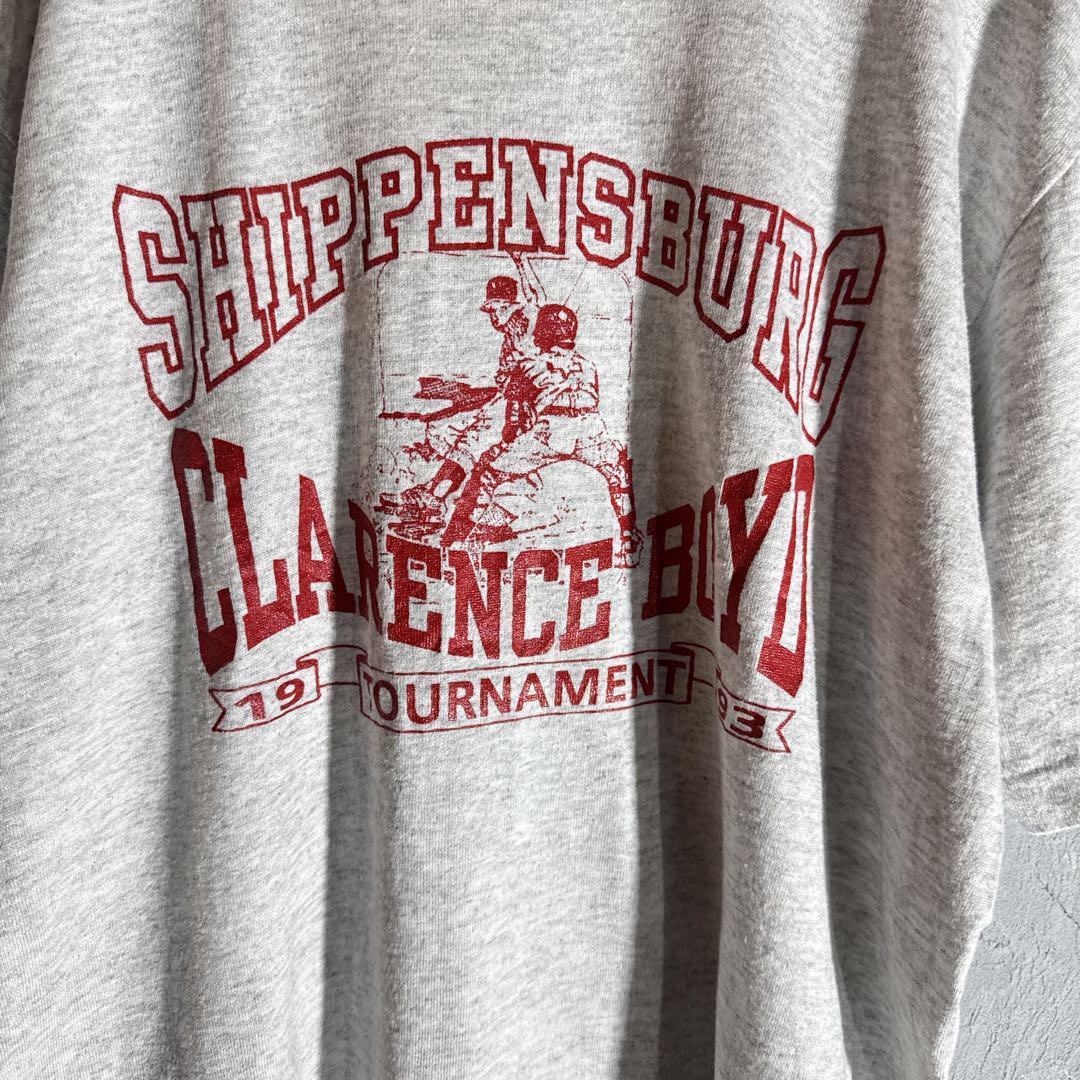 SHIPPENSBURG
CLARENCE BOYD
19 TOURNAMENT 93